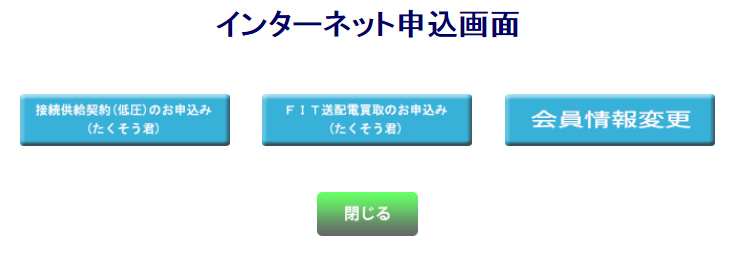 インターネット申込画面
接続供給契約(低圧)のお申込み
(たくそう君)
ＦＩＴ送配電買取のお申込み
(たくそう君)
会員情報変更
閉じる